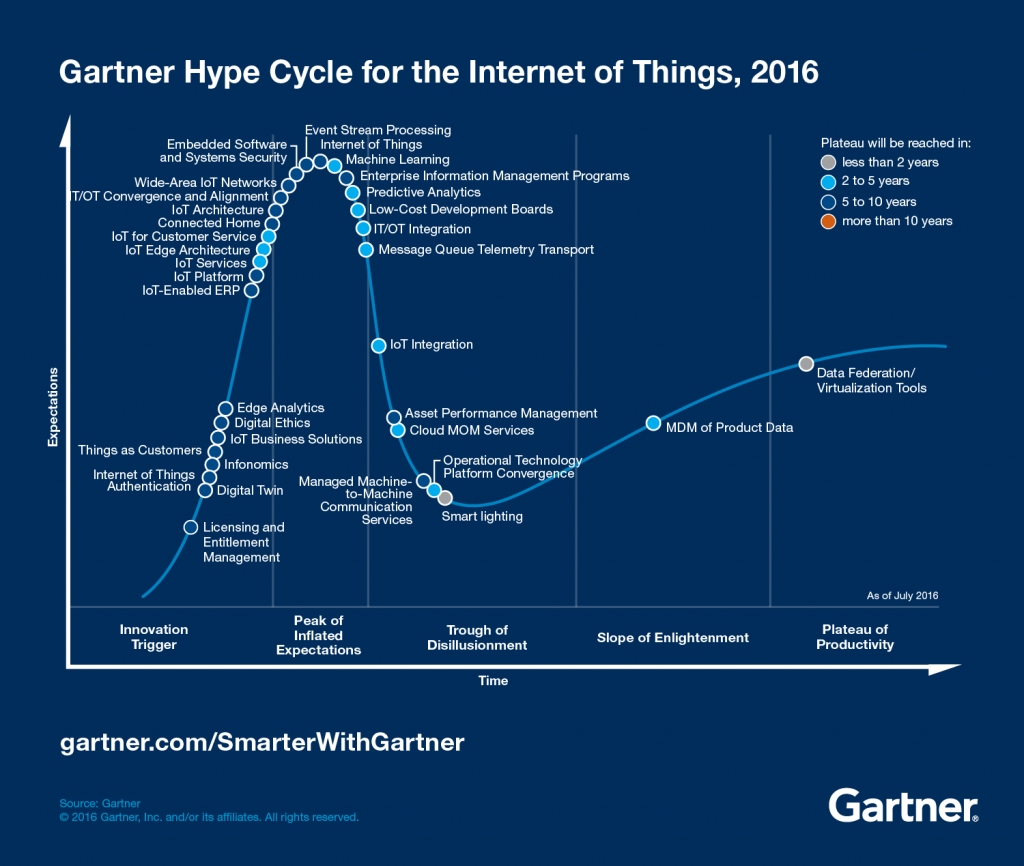 Gartner Hype Cycle for the Internet of Things, 2016
Expectations
Plateau will be reached in:
less than 2 years
2 to 5 years
5 to 10 years
more than 10 years
Event Stream Processing
Internet of Things
Embedded Software
and Systems Security
Machine Learning
Enterprise Information Management Programs
Wide-Area IoT Networks
Predictive Analytics
IT/OT Convergence and Alignment
IoT Architecture
Low-Cost Development Boards
Connected Home
IT/OT Integration
IoT for Customer Service
IoT Edge Architecture
Message Queue Telemetry Transport
IoT Services
IoT Platform
IoT-Enabled ERP
IoT Integration
Data Federation/
Virtualization Tools
Edge Analytics
Asset Performance Management
Digital Ethics
Cloud MOM Services
MDM of Product Data
IoT Business Solutions
Things as Customers
Infonomics
Operational Technology
Platform Convergence
Internet of Things
Authentication
Digital Twin
Managed Machine-
to-Machine
Communication
Services
Smart lighting
Licensing and
Entitlement
Management
As of July 2016
Innovation
Trigger
Peak of
Inflated
Expectations
Trough of
Disillusionment
Slope of Enlightenment
Plateau of
Productivity
Time
gartner.com/SmarterWithGartner
Source: Gartner
© 2016 Gartner, Inc. and/or its affiliates. All rights reserved.
Gartner®